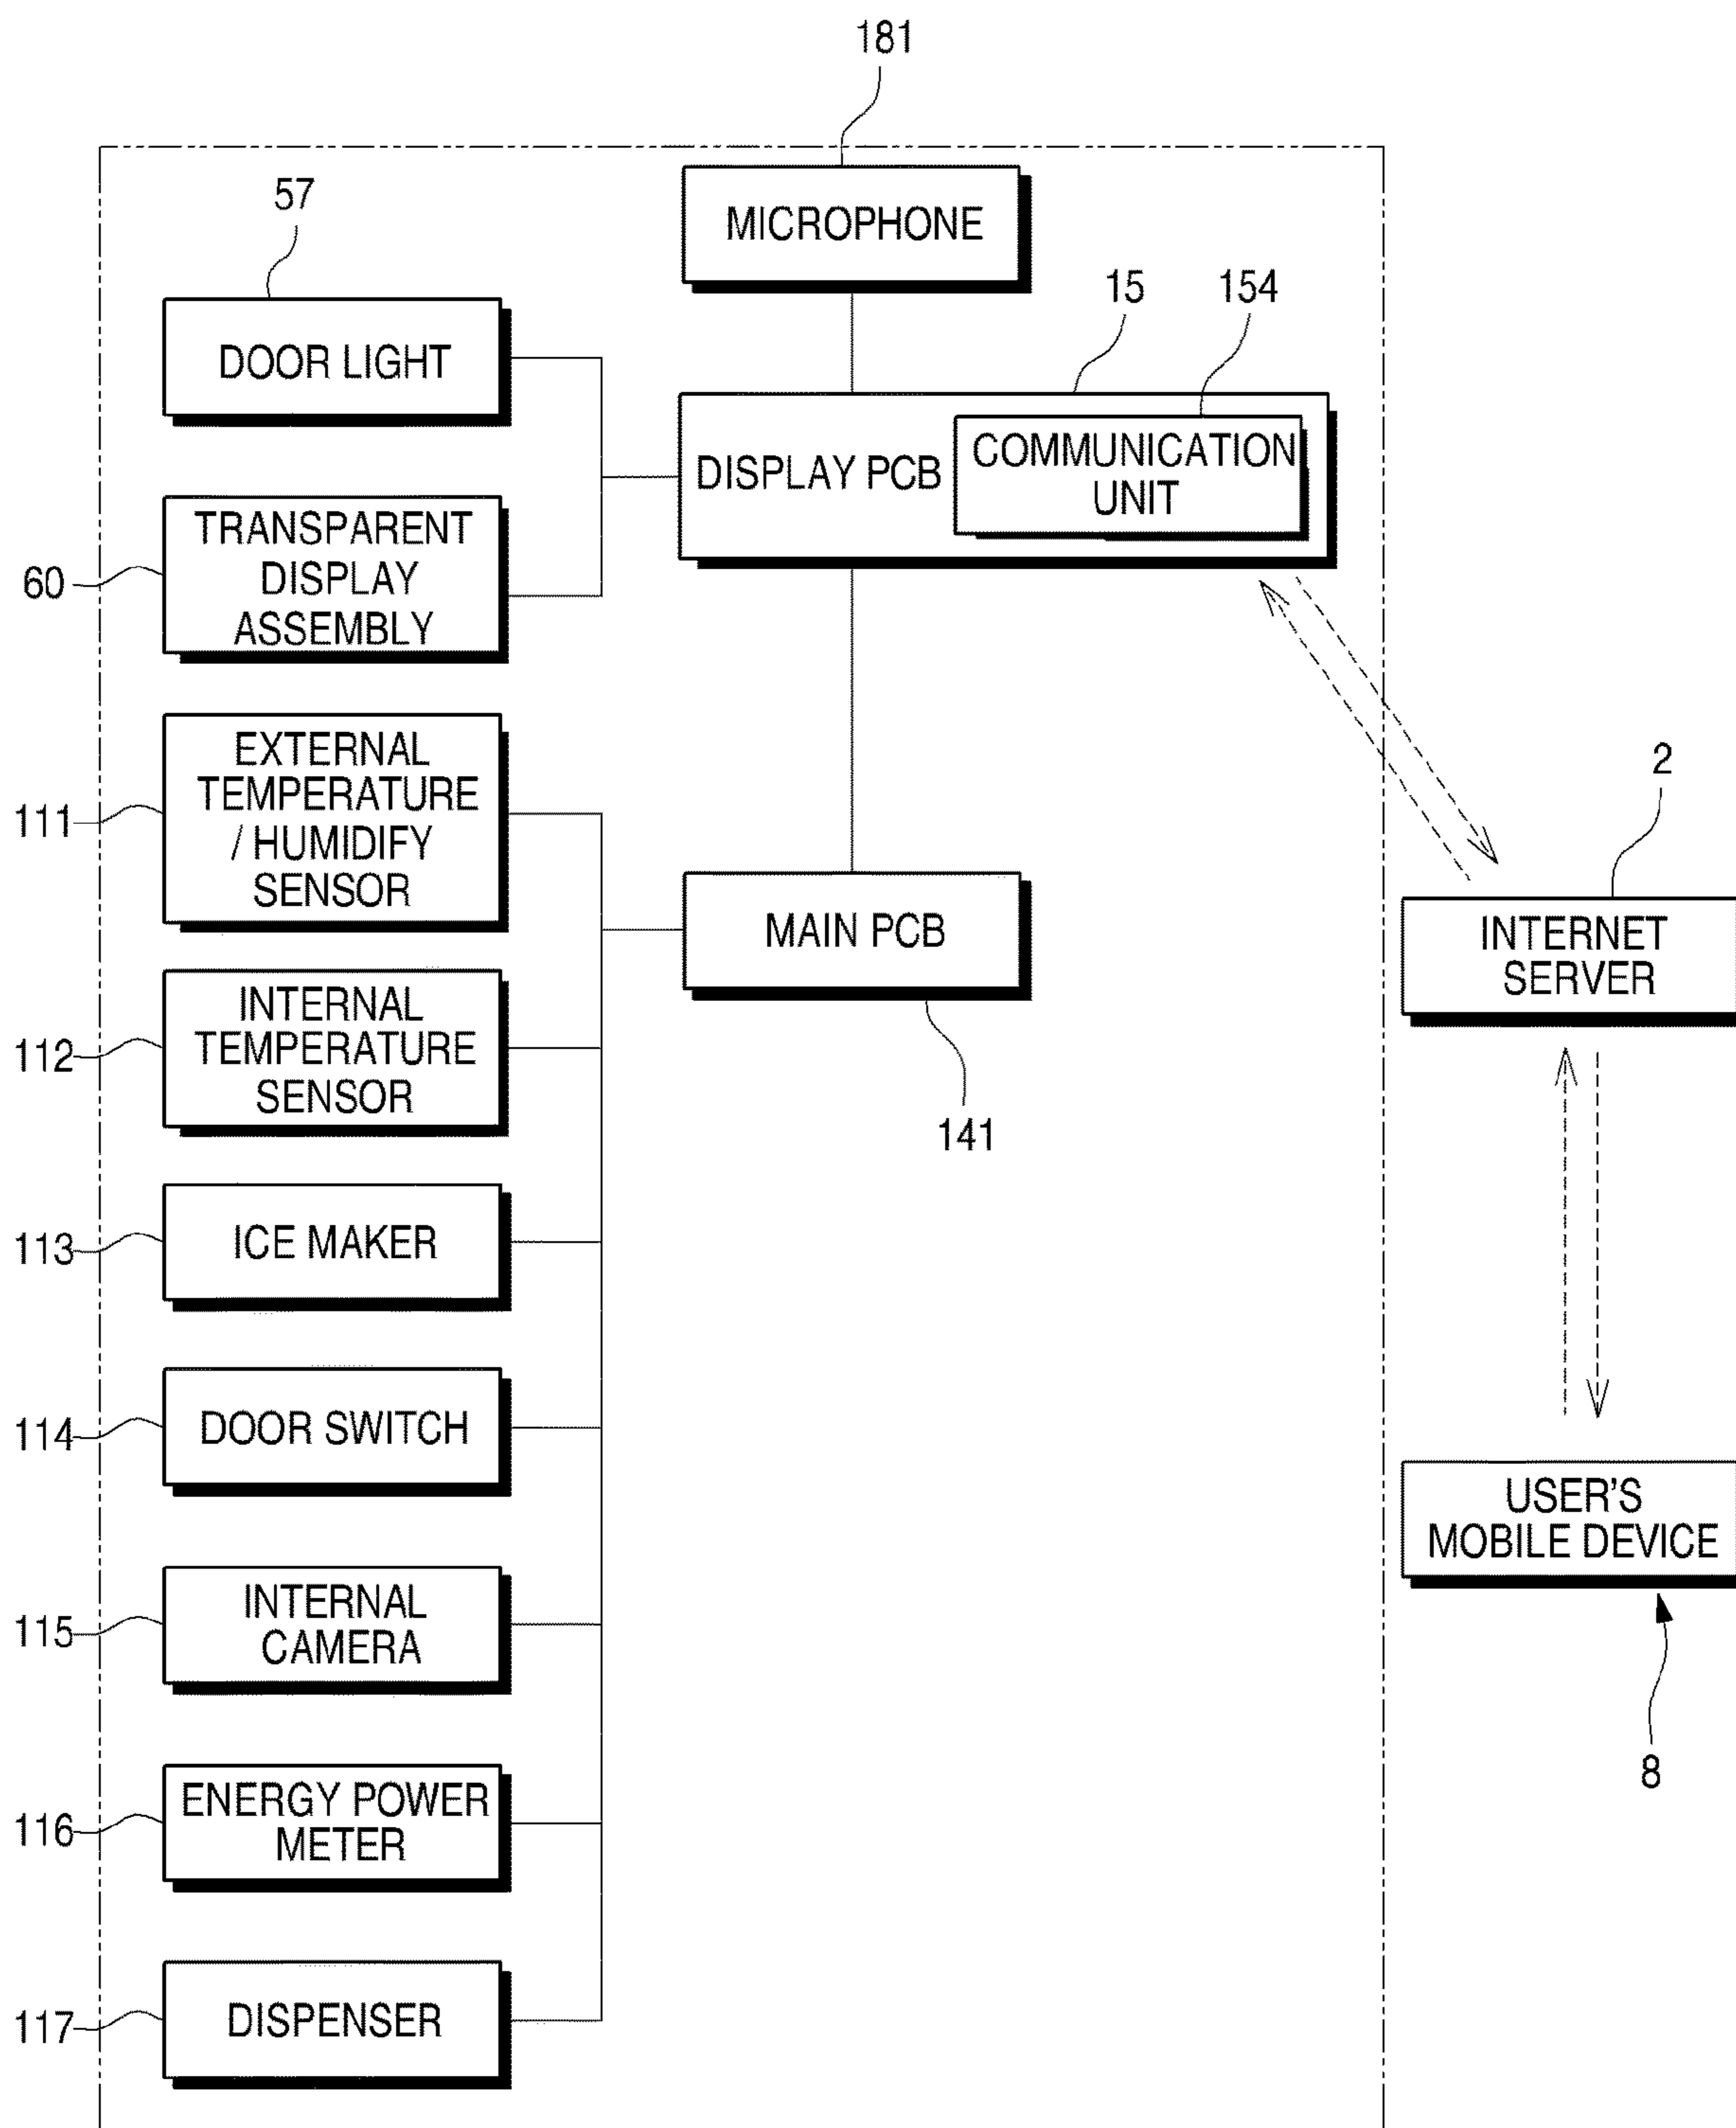 181
MICROPHONE
57
DOOR LIGHT
15
154
DISPLAY PCB
COMMUNICATION
UNIT
60
TRANSPARENT
DISPLAY
ASSEMBLY
111
EXTERNAL
TEMPERATURE
/ HUMIDIFY
SENSOR
2
INTERNET
SERVER
MAIN PCB
141
112
INTERNAL
TEMPERATURE
SENSOR
113
ICE MAKER
114
DOOR SWITCH
USER'S
MOBILE DEVICE
8
115
INTERNAL
CAMERA
116
ENERGY POWER
METER
117
DISPENSER